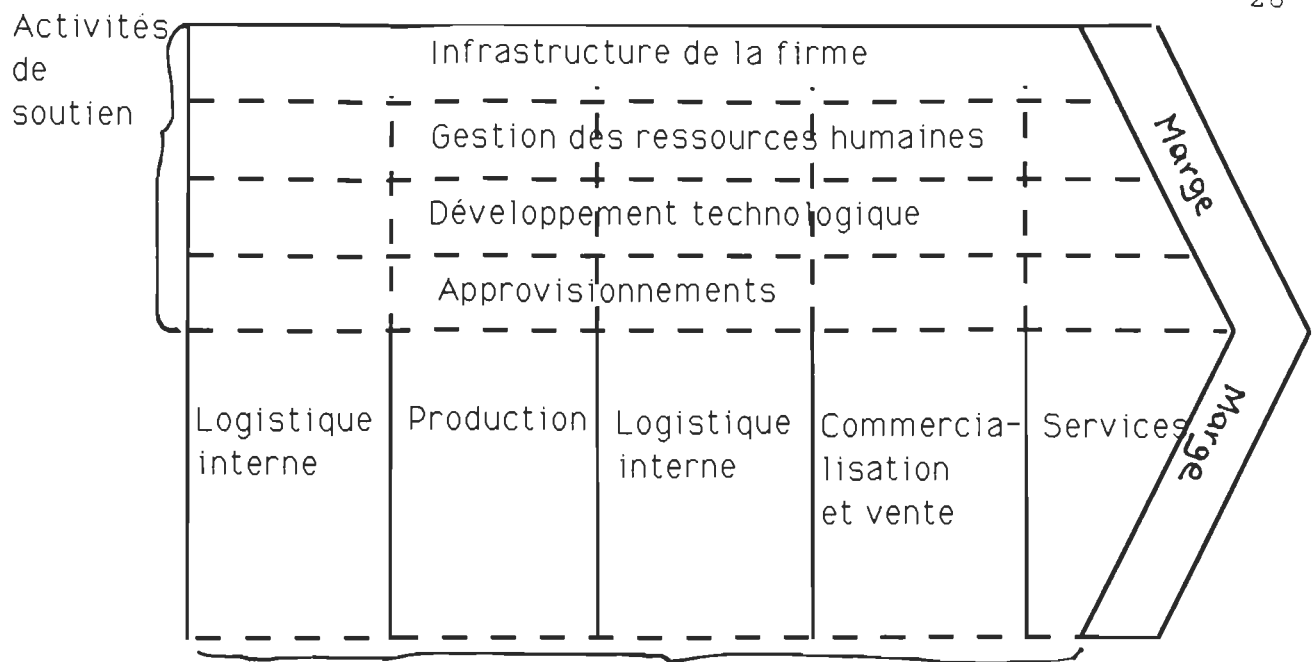 Activités
de
soutien
Infrastructure de la firme
Gestion des ressources humaines
Développement technologique
Approvisionnements
Marge
Logistique
interne
Production
Logistique
interne
Commercia-
lisation
et vente
Services
Marge